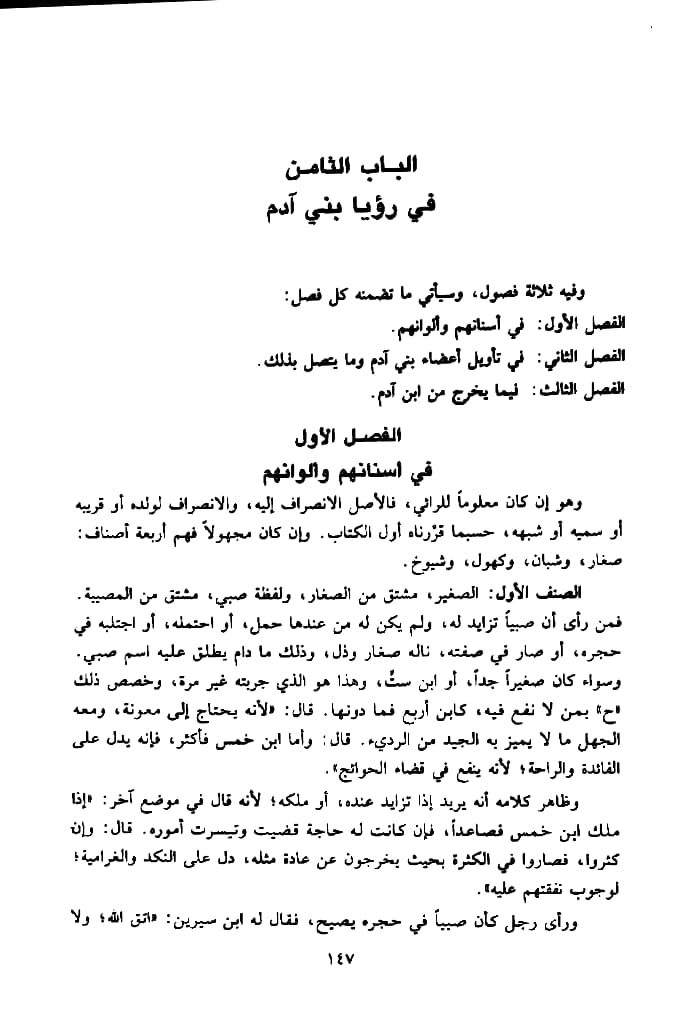 الباب الثامن
في رؤيا بني آدم
وفيه ثلاثة فصول، وسيأتي ما تضمنه كل فصل:
الفصل الأول: في أسنانهم وألوانهم.
الفصل الثاني: في تأويل أعضاء بني آدم وما يتصل بذلك.
الفصل الثالث: فيما يخرج من ابن آدم.
الفصل الأول
في أسنانهم وألوانهم
وهو إن كان معلوماً للرائي، فالأصل الانصراف إليه، والانصراف لولده أو قريبه
أو سميه أو شبهه، حسبما قرّرناه أول الكتاب. وإن كان مجهولاً فهم أربعة أصناف:
صغار، وشبان، وكهول، وشيوخ.
الصنف الأول: الصغير، مشتق من الصغار، ولفظة صبي، مشتق من المصيبة.
فمن رأى أن صبياً تزايد له، ولم يكن له من عندها حمل، أو احتمله، أو اجتلبه في
حجره، أو صار في صفته، ناله صغار وذل، وذلك ما دام يطلق عليه اسم صبي.
وسواء كان صغيراً جداً، أو ابن ستٍّ، وهذا هو الذي جربته غير مرة، وخصص ذلك
«ح» بمن لا نفع فيه، كابن أربع فما دونها. قال: «لأنه يحتاج إلى معونة، ومعه
الجهل ما لا يميز به الجيد من الرديء. قال: وأما ابن خمس فأكثر، فإنه يدل على
الفائدة والراحة؛ لأنه ينفع في قضاء الحوائج».
وظاهر كلامه أنه يريد إذا تزايد عنده، أو ملكه؛ لأنه قال في موضع آخر: «إذا
ملك ابن خمس فصاعداً، فإن كانت له حاجة قضيت وتيسرت أموره. قال: وإن
كثروا، فصاروا في الكثرة بحيث يخرجون عن عادة مثله، دل على النكد والغرامية؛
لوجوب نفقتهم عليه».
ورأى رجل كأن صبياً في حجره يصيح، فقال له ابن سيرين: «اتق الله؛ ولا
١٤٧